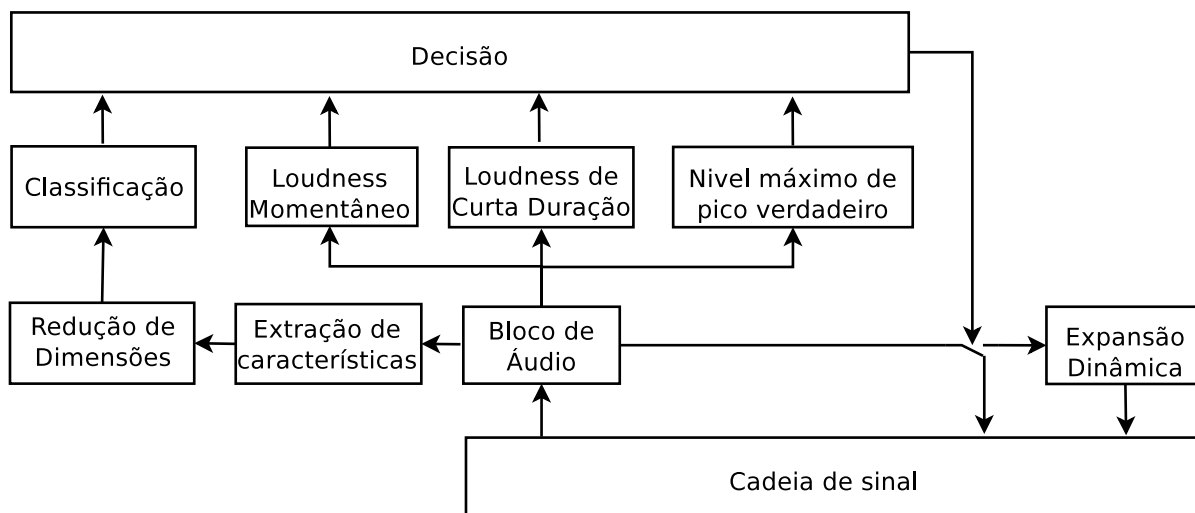 Decisão
Classificação
Loudness
Momentâneo
Loudness de
Curta Duração
Nivel máximo de
pico verdadeiro
Redução de
Dimensões
Extração de
característificas
Bloco de
Áudio
Expansão
Dinâmica
Cadeia de sinal